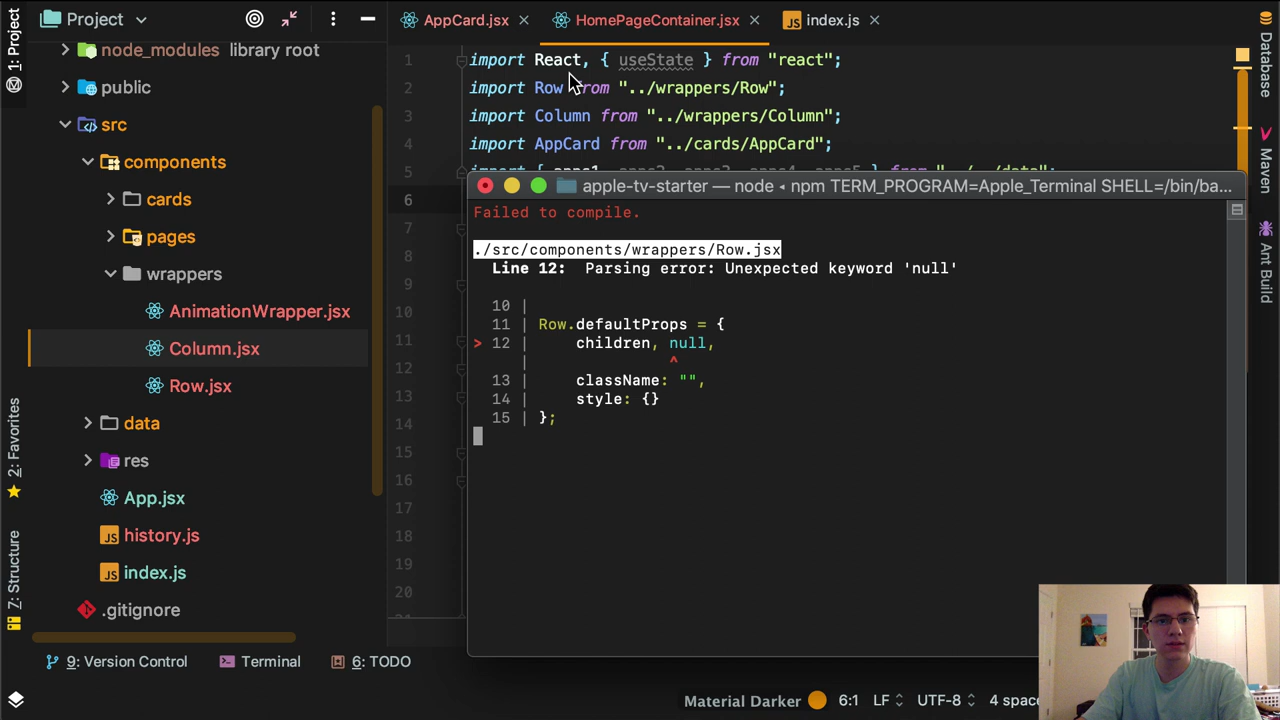 Project
AppCard.jsx
HomePageContainer.jsx
index.js
1: Project
2: Favorites
7: Structure
node_modules library root
public
src
components
cards
pages
wrappers
AnimationWrapper.jsx
Column.jsx
Row.jsx
data
res
App.jsx
history.js
index.js
.gitignore
1 import React, { useState } from "react";
2 import Row from "../wrappers/Row";
3 import Column from "../wrappers/Column";
4 import AppCard from "../cards/AppCard";
5
6
7
8
9
10
11
12
13
14
15
16
17
18
19
20
apple-tv-starter — node ◂ npm TERM_PROGRAM=Apple_Terminal SHELL=/bin/ba...
Failed to compile.
./src/components/wrappers/Row.jsx
Line 12: Parsing error: Unexpected keyword 'null'
10 |
11 | Row.defaultProps = {
> 12 | children, null,
| ^
13 | className: "",
14 | style: {}
15 | };
Database
Maven
Ant Build
9: Version Control
Terminal
6: TODO
Material Darker
6:1
LF
UTF-8
4 spac